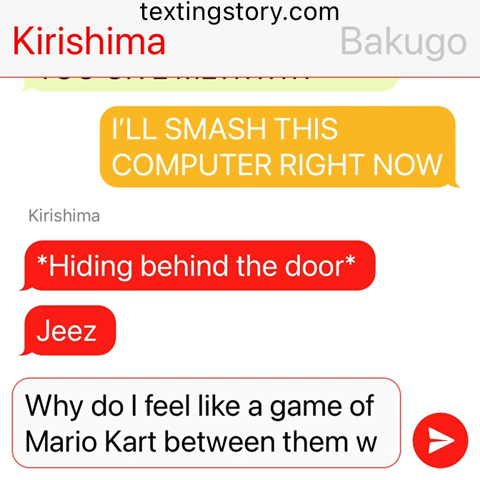 textingstory.com
Kirishima
Bakugo
I'LL SMASH THIS
COMPUTER RIGHT NOW
Kirishima
*Hiding behind the door*
Jeez
Why do I feel like a game of
Mario Kart between them w